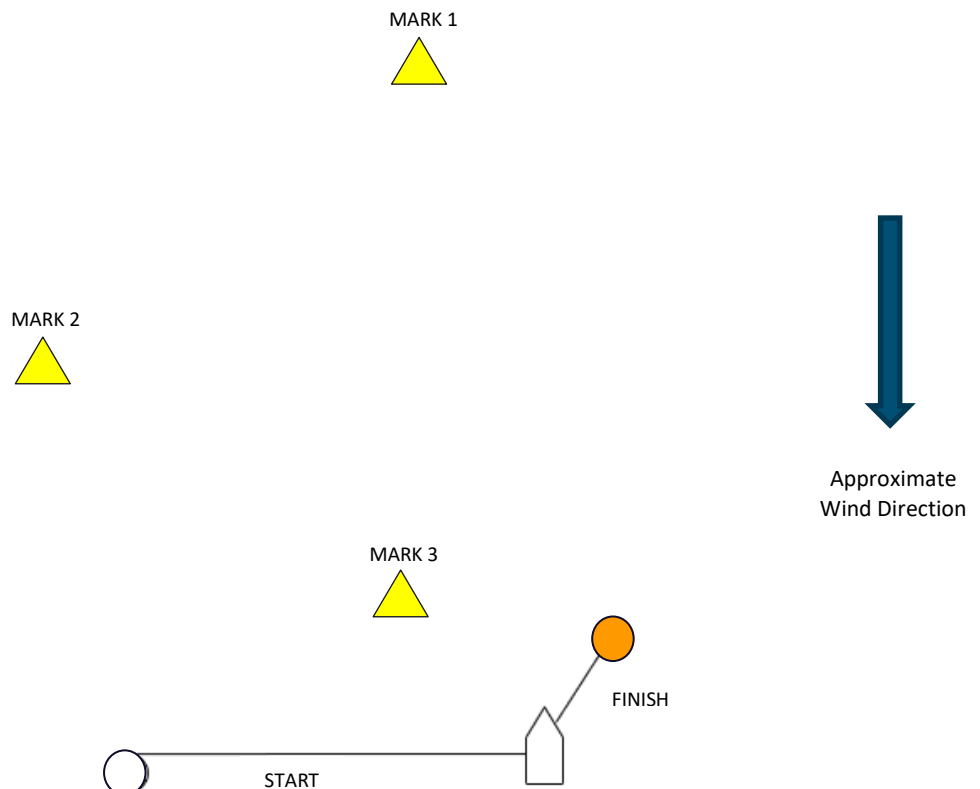 MARK 1
MARK 2
Approximate
Wind Direction
MARK 3
FINISH
START